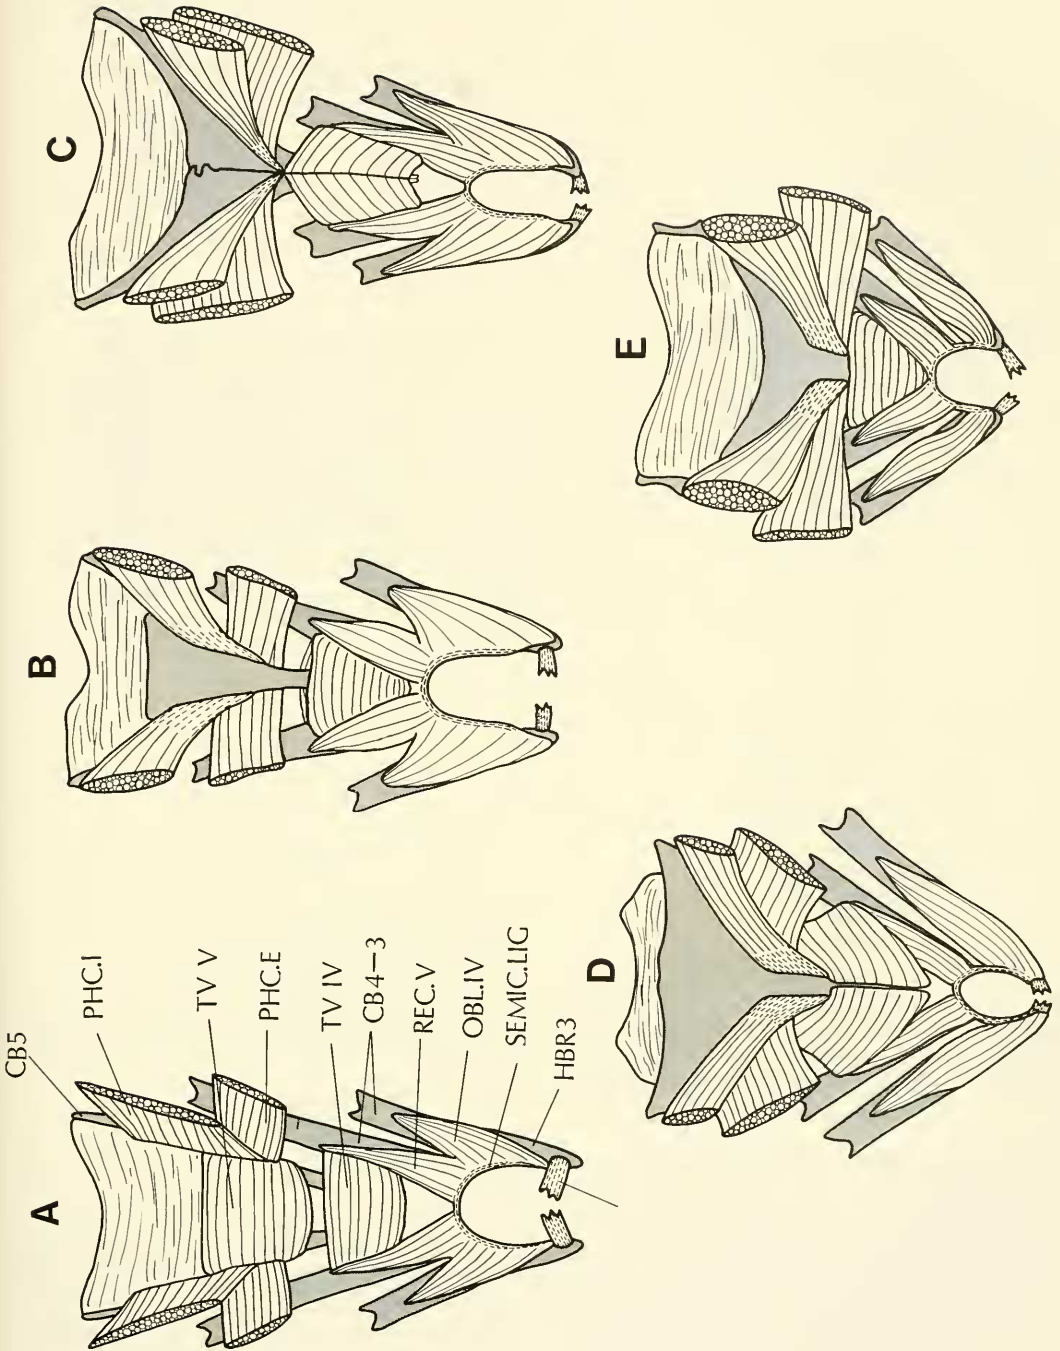 A
CB5
PHC.I
TV V
PHC.E
TV IV
CB4–3
REC.V
OBL.IV
SEMIC.LIG
HBR3
B
C
D
E